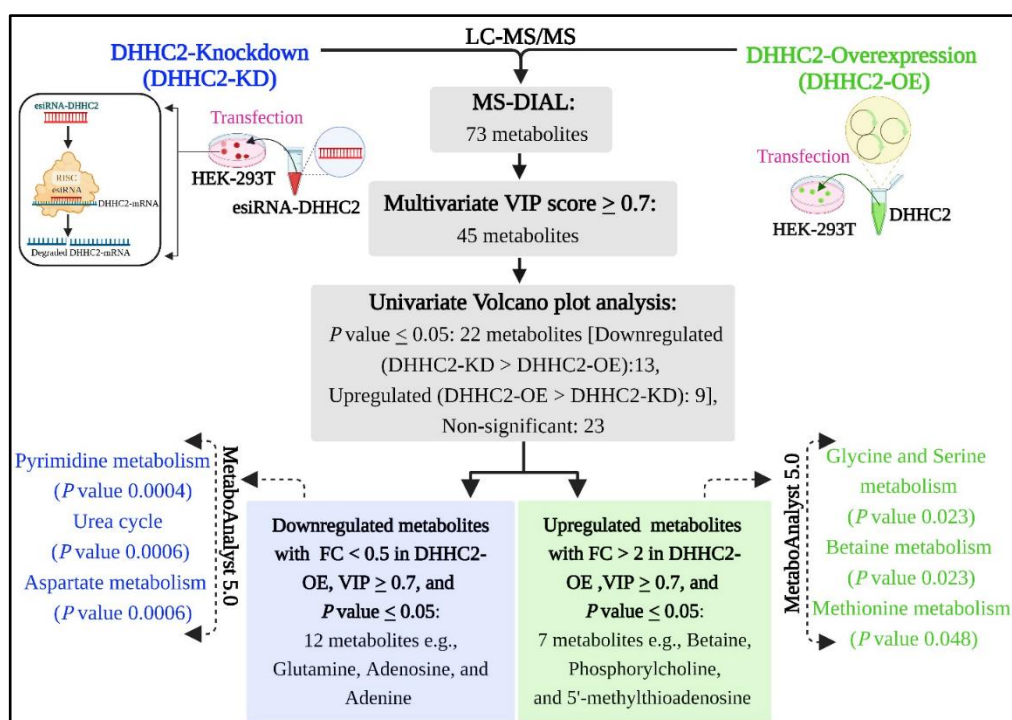 LC-MS/MS
DHHC2-Knockdown
(DHHC2-KD)
esiRNA-DHHC2
RISC
esiRNA
DHHC2-mRNA
Degraded DHHC2-mRNA
Transfection
HEK-293T
esiRNA-DHHC2
DHHC2-Overexpression
(DHHC2-OE)
Transfection
HEK-293T
DHHC2
MS-DIAL:
73 metabolites
Multivariate VIP score ≥ 0.7:
45 metabolites
Univariate Volcano plot analysis:
P value ≤ 0.05: 22 metabolites [Downregulated
(DHHC2-KD > DHHC2-OE):13,
Upregulated (DHHC2-OE > DHHC2-KD): 9],
Non-significant: 23
Pyrimidine metabolism
(P value 0.0004)
Urea cycle
(P value 0.0006)
Aspartate metabolism
(P value 0.0006)
MetaboAnalyst 5.0
Downregulated metabolites
with FC < 0.5 in DHHC2-
OE, VIP ≥ 0.7, and
P value ≤ 0.05:
12 metabolites e.g.,
Glutamine, Adenosine, and
Adenine
Upregulated metabolites
with FC > 2 in DHHC2-
OE ,VIP ≥ 0.7, and
P value ≤ 0.05:
7 metabolites e.g., Betaine,
Phosphorylcholine,
and 5'-methylthioadenosine
MetaboAnalyst 5.0
Glycine and Serine
metabolism
(P value 0.023)
Betaine metabolism
(P value 0.023)
Methionine metabolism
(P value 0.048)